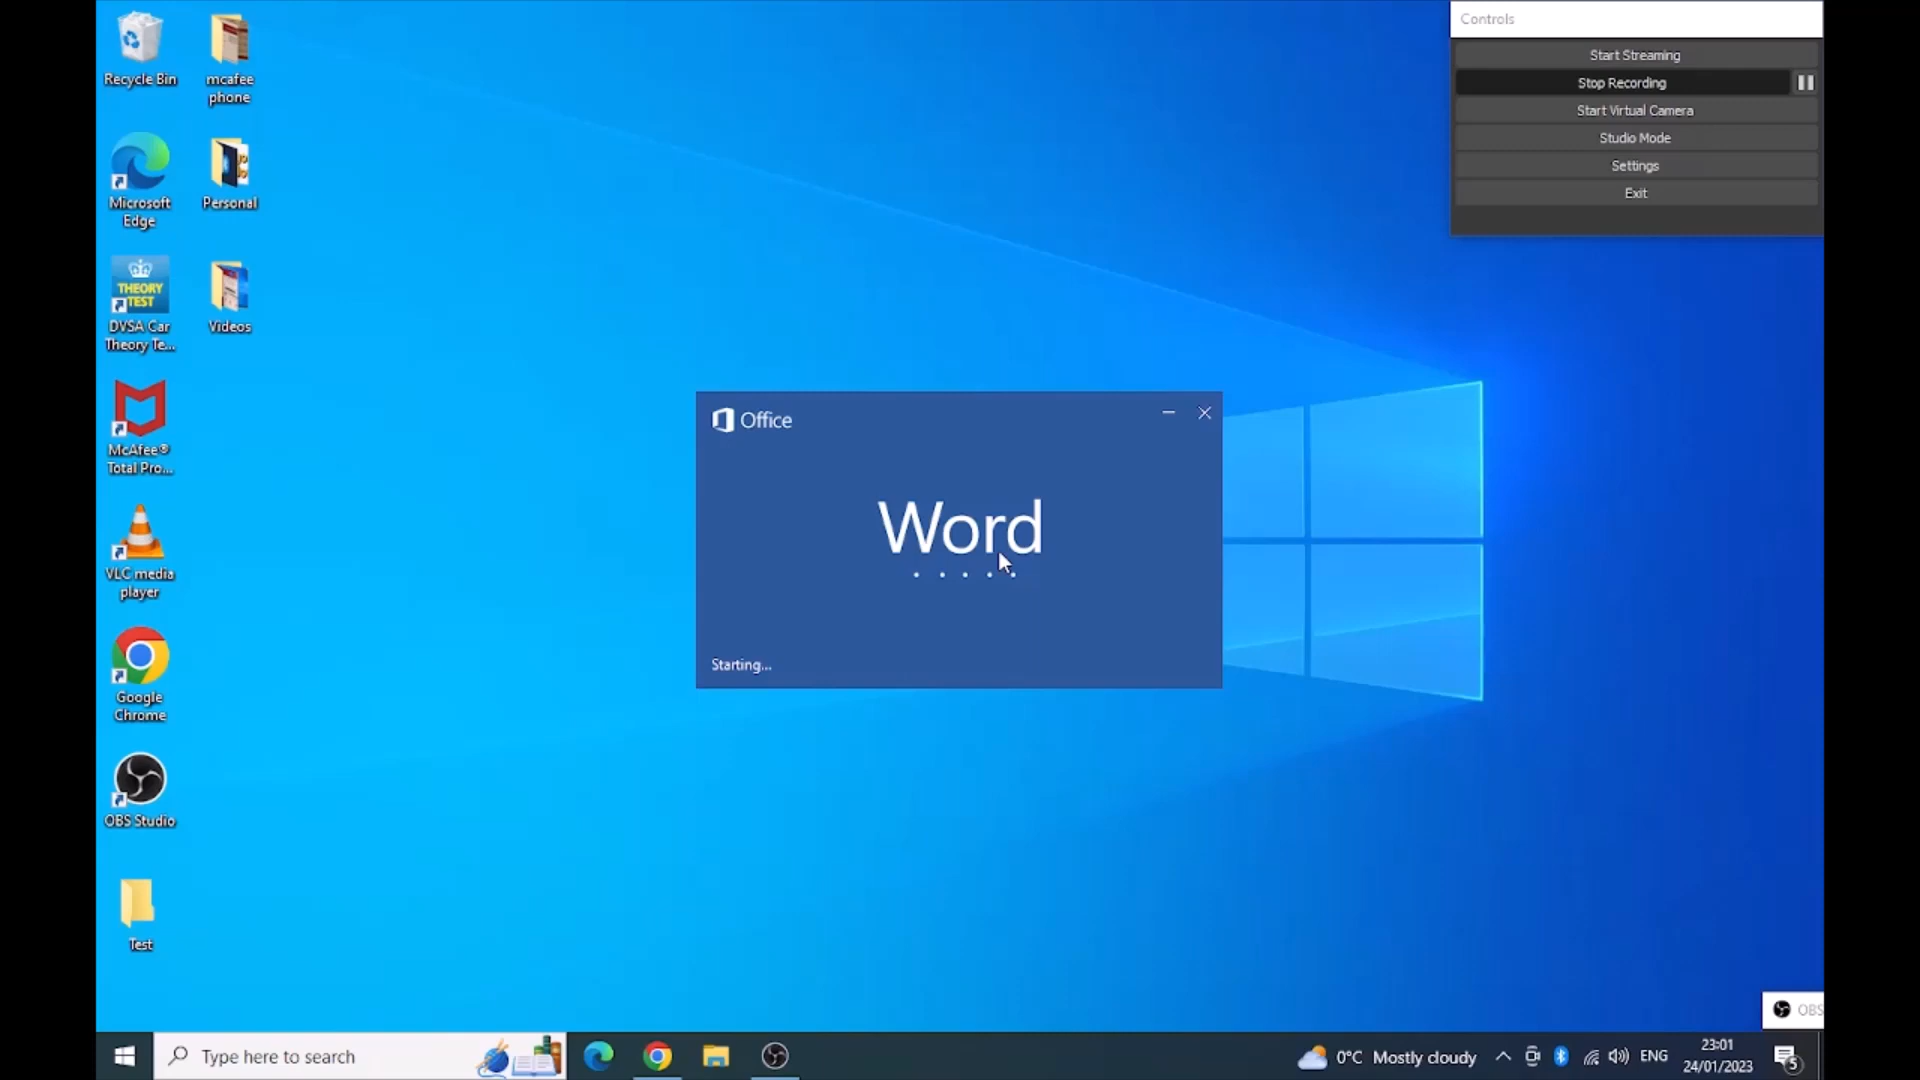 Recycle Bin
mcafee
phone
Microsoft
Edge
Personal
THEORY
TEST
DVSA Car
Theory Te...
Videos
McAfee®
Total Pro...
VLC media
player
Google
Chrome
OBS Studio
Test
Controls
Start Streaming
Stop Recording
Start Virtual Camera
Studio Mode
Settings
Exit
Office
Word
Starting...
OBS
Type here to search
0°C Mostly cloudy
ENG
23:01
24/01/2023
5